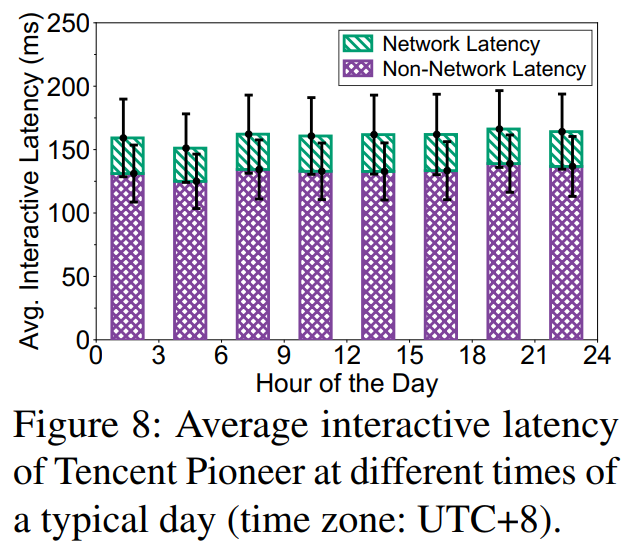 250
200
150
100
50
0
Avg. Interactive Latency (ms)
Network Latency
Non-Network Latency
0 3 6 9 12 15 18 21 24
Hour of the Day
Figure 8: Average interactive latency
of Tencent Pioneer at different times of
a typical day (time zone: UTC+8).